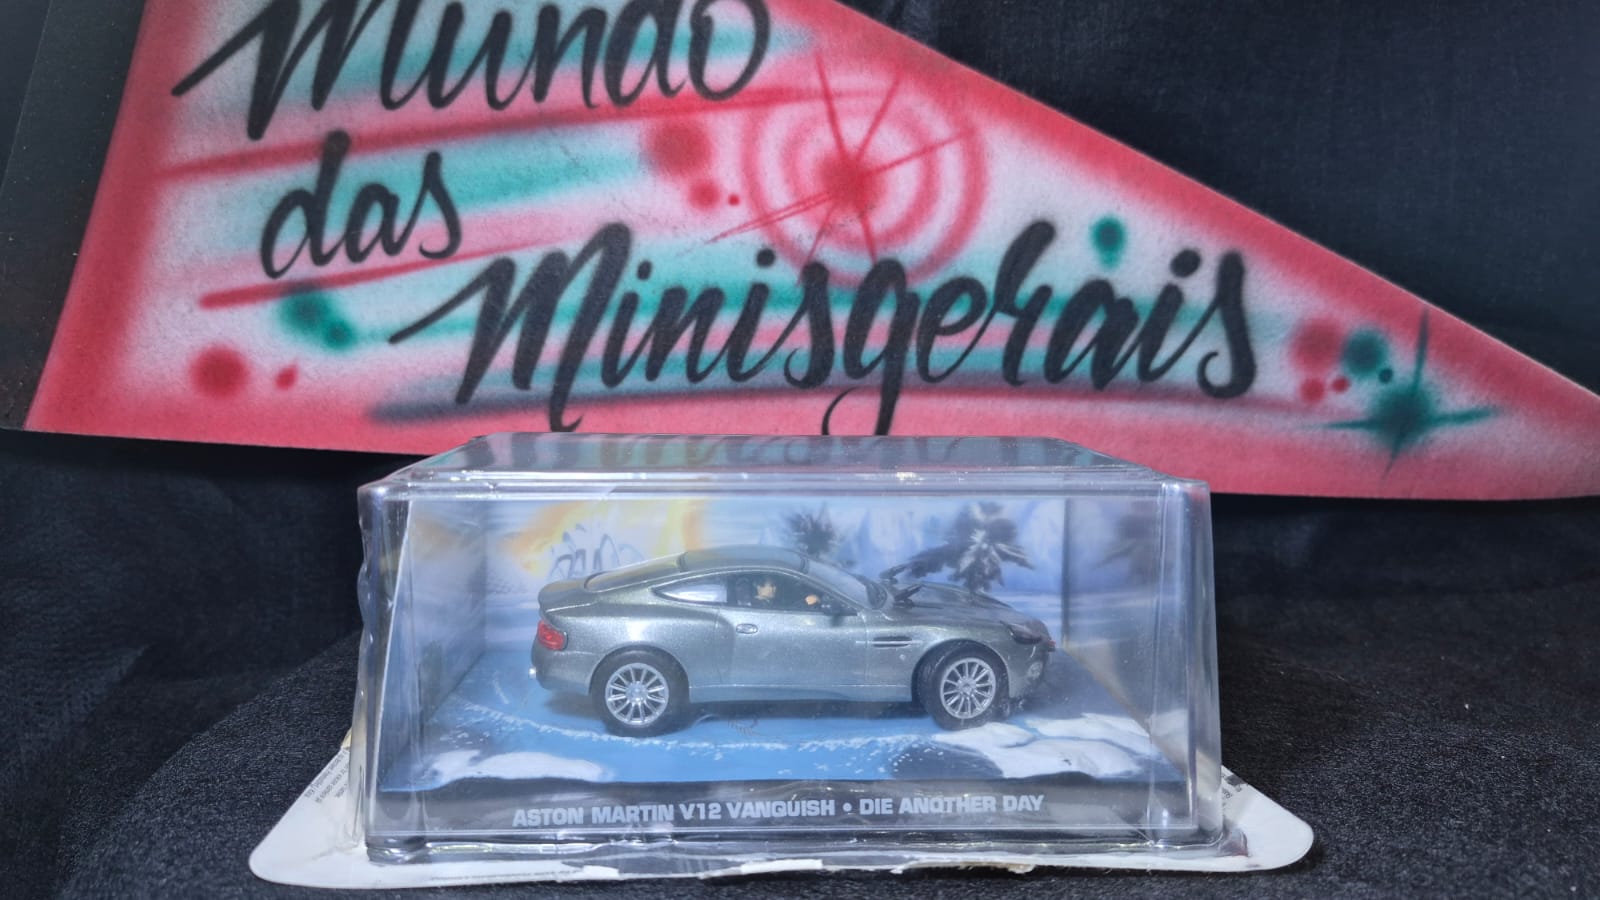 Mundo
das
Minisgerais
ASTON MARTIN V12 VANQUISH • DIE ANOTHER DAY